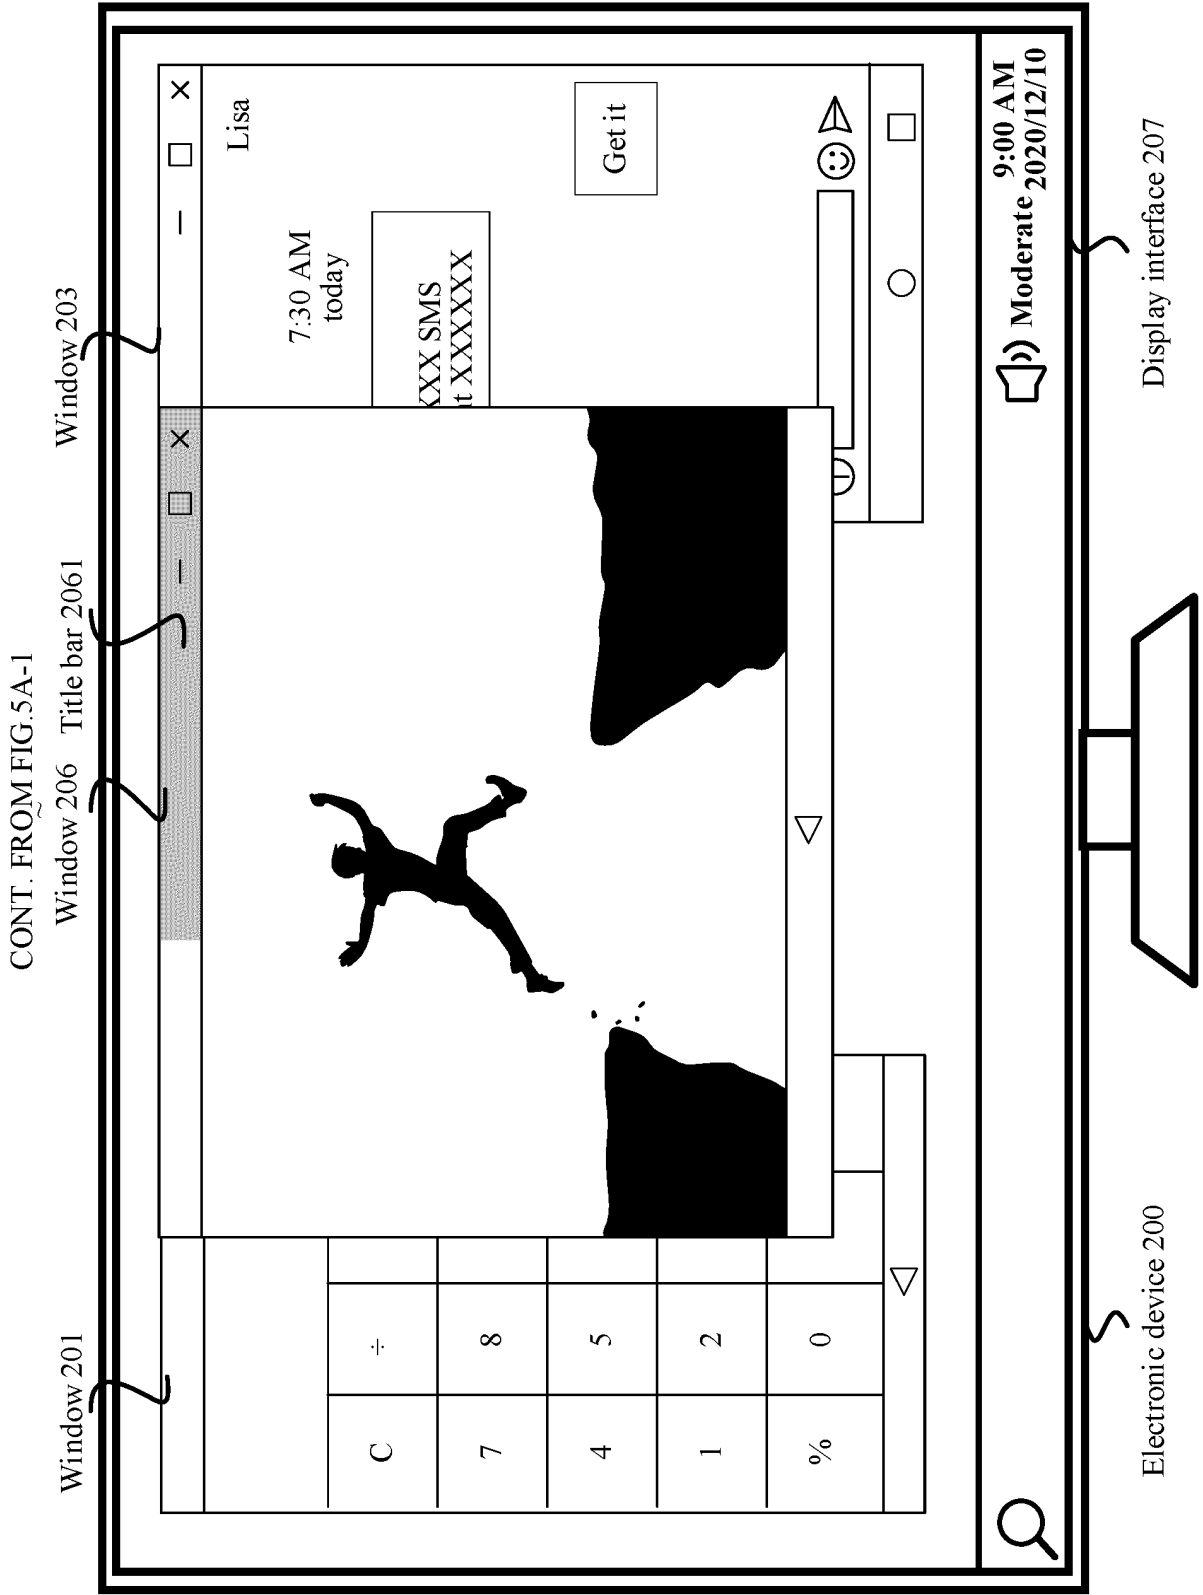 CONT. FROM FIG.5A-1
Window 201
Window 206
Title bar 2061
Window 203
Lisa
7:30 AM
today
XXX SMS
t XXXXXX
Get it
C
÷
7
8
4
5
1
2
%
0
Moderate
9:00 AM
2020/12/10
Electronic device 200
Display interface 207